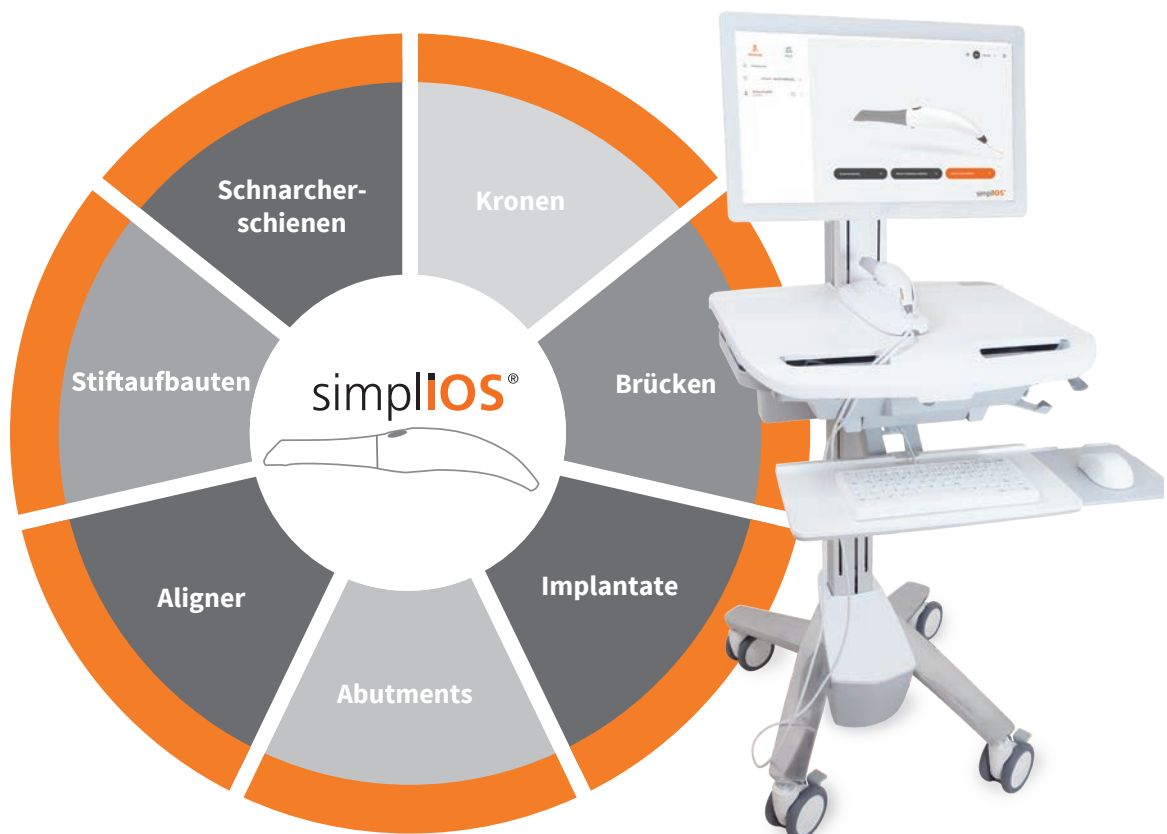 Schnarcher-
schienen
Kronen
Stiftaufbauten
simpliOS®
Brücken
Aligner
Implantate
Abutments
simpliOS®